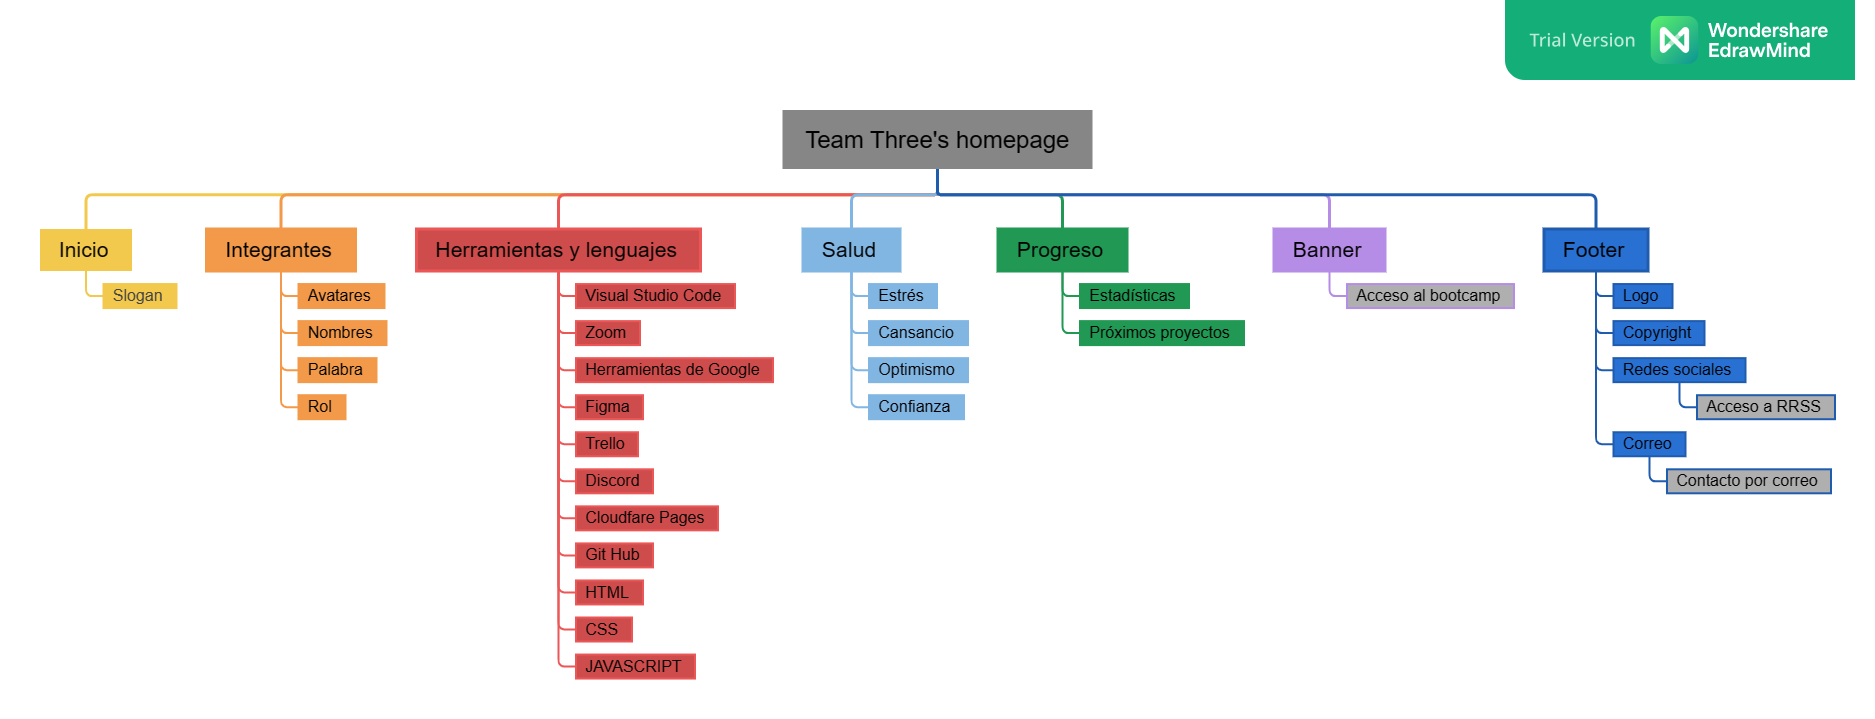 Trial Version
Wondershare
EdrawMind
Team Three's homepage
Inicio
Slogan
Integrantes
Avatares
Nombres
Palabra
Rol
Herramientas y lenguajes
Visual Studio Code
Zoom
Herramientas de Google
Figma
Trello
Discord
Cloudfare Pages
Git Hub
HTML
CSS
JAVASCRIPT
Salud
Estrés
Cansancio
Optimismo
Confianza
Progreso
Estadísticas
Próximos proyectos
Banner
Acceso al bootcamp
Footer
Logo
Copyright
Redes sociales
Acceso a RRSS
Correo
Contacto por correo